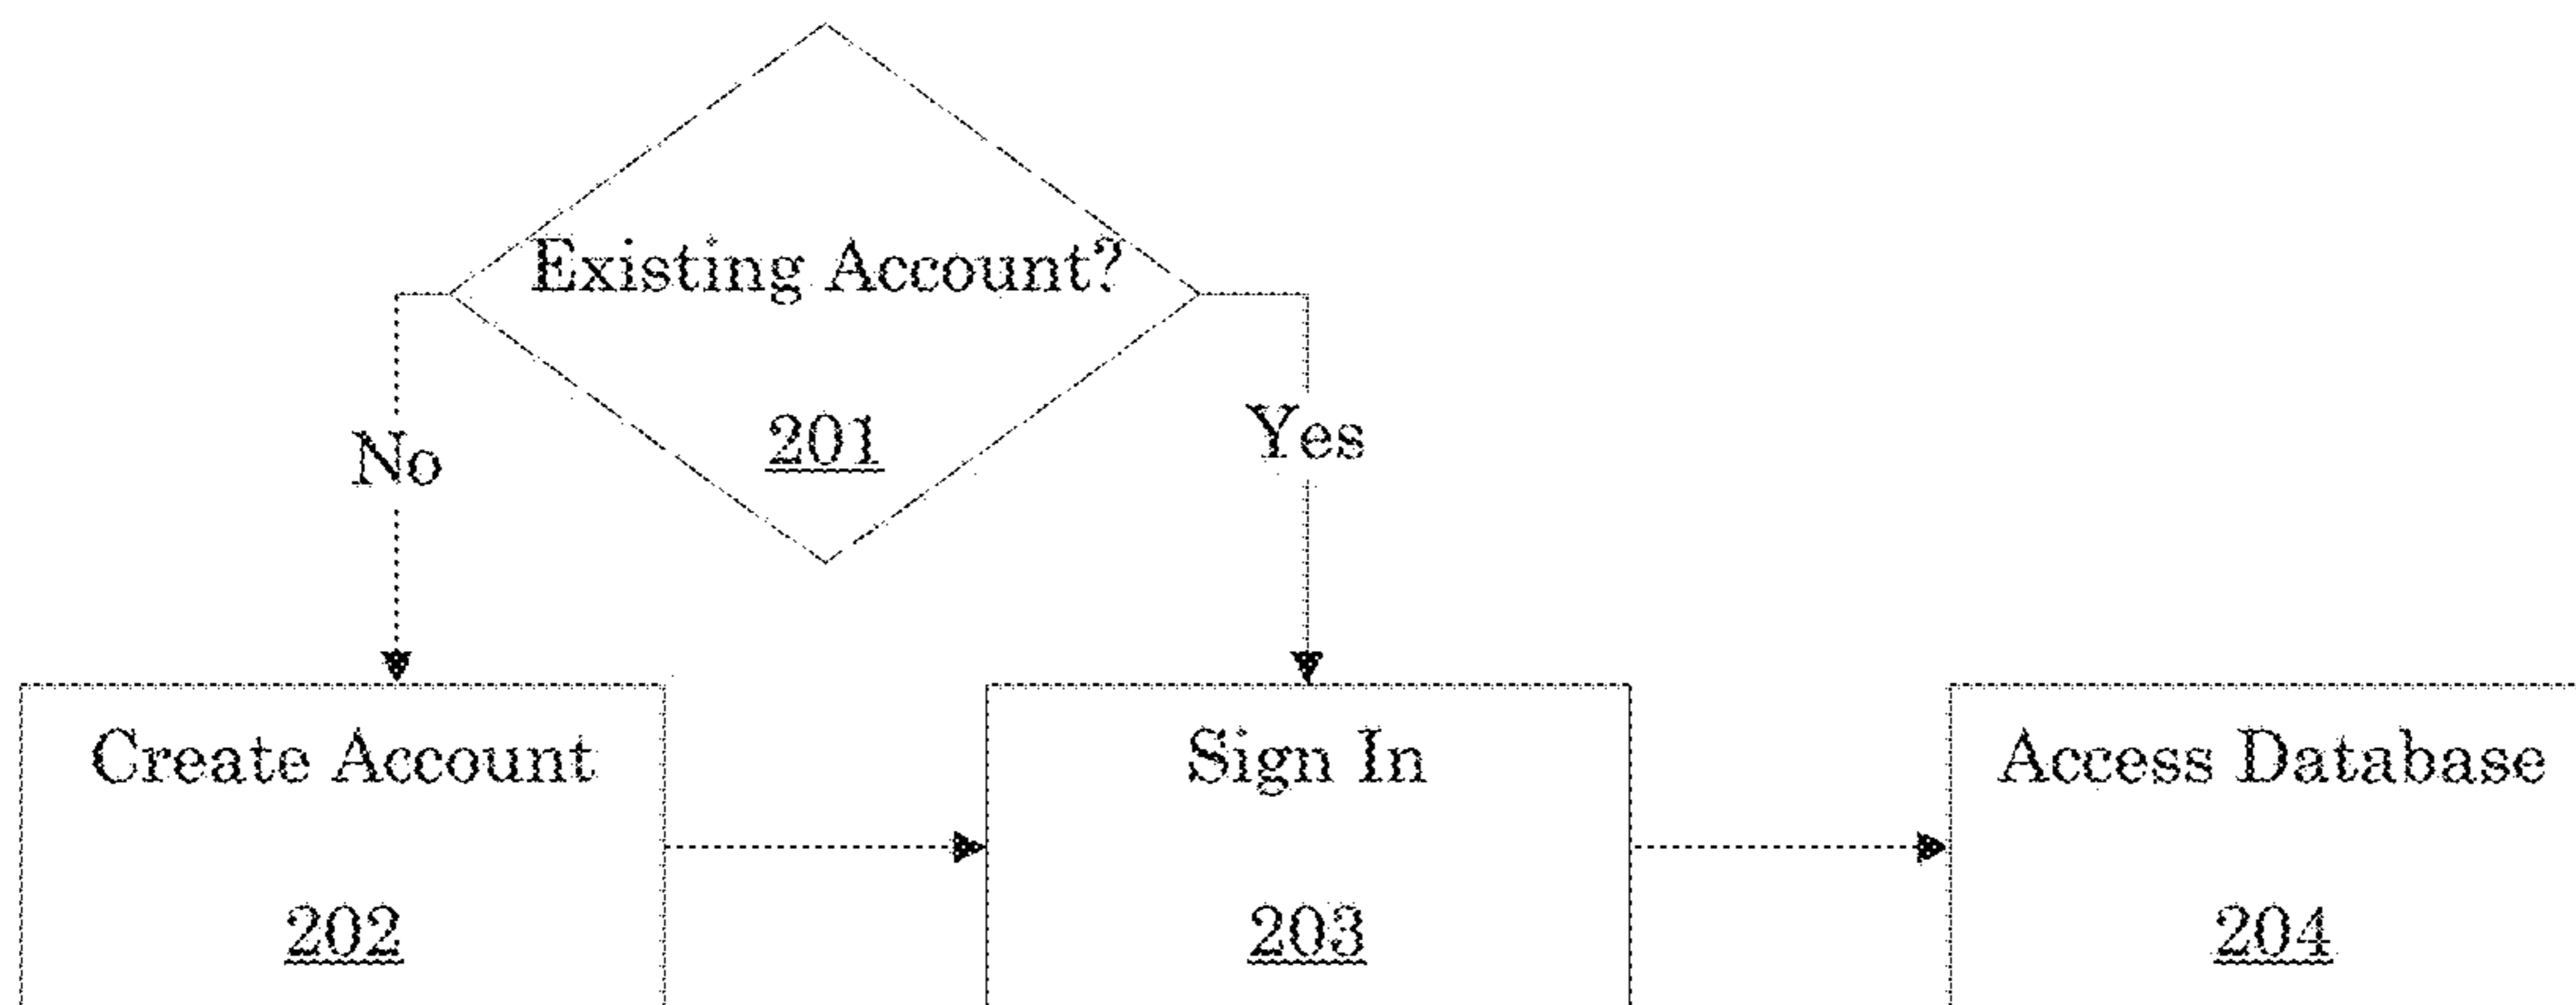 Existing Account?
201
No
Yes
Create Account
202
Sign In
203
Access Database
204